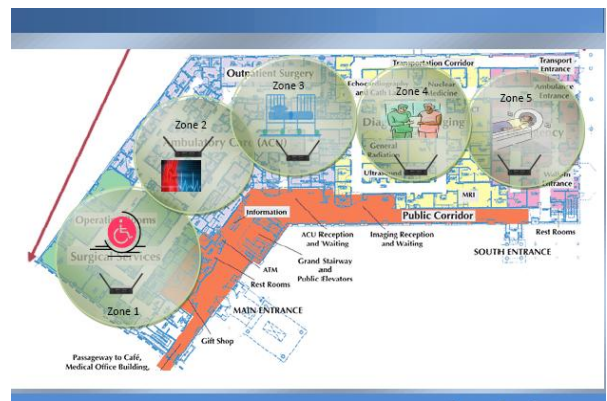 Transportation Corridor
Transport
Entrance
Outpatient Surgery
Zone 3
Nuclear
Medicine
Zone 4
Zone 5
Ambulance
Entrance
Zone 2
Ambulatory Care (ACU)
General
Radiation
Ultrasound
MRI
Entrance
Operating Rooms
Surgical Services
Zone 1
Information
Public Corridor
ACU Reception
and Waiting
Imaging Reception
and Waiting
Rest Rooms
SOUTH ENTRANCE
ATM
Grand Stairway
and
Public Elevators
Rest Rooms
MAIN ENTRANCE
Gift Shop
Passageway to Café,
Medical Office Building,